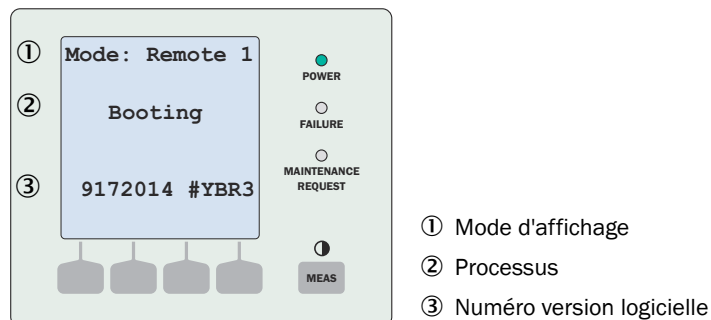 ① Mode: Remote 1
POWER
② Booting
FAILURE
MAINTENANCE
REQUEST
③ 9172014 #YBR3
MEAS
① Mode d'affichage
② Processus
③ Numéro version logicielle